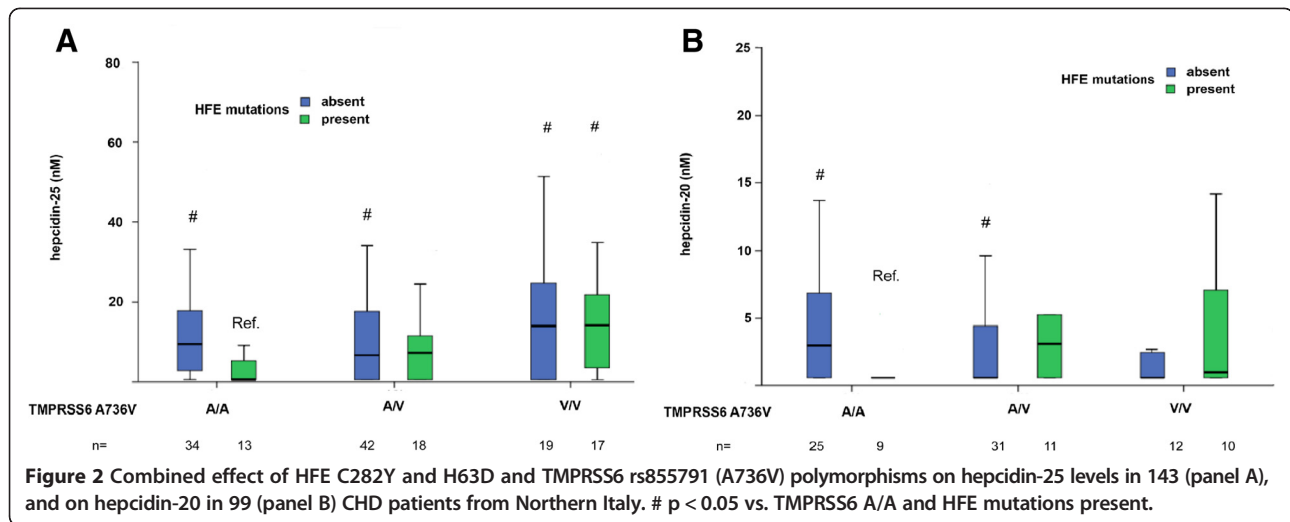 A
80
60
40
20
hepcidin-25 (nM)
HFE mutations
absent
present
#
Ref.
#
#
#
TMPRSS6 A736V
A/A
A/V
V/V
n=
34
13
42
18
19
17
B
25
20
15
10
5
hepcidin-20 (nM)
HFE mutations
absent
present
#
Ref.
#
TMPRSS6 A736V
A/A
A/V
V/V
n=
25
9
31
11
12
10
Figure 2 Combined effect of HFE C282Y and H63D and TMPRSS6 rs855791 (A736V) polymorphisms on hepcidin-25 levels in 143 (panel A),
and on hepcidin-20 in 99 (panel B) CHD patients from Northern Italy. # p < 0.05 vs. TMPRSS6 A/A and HFE mutations present.